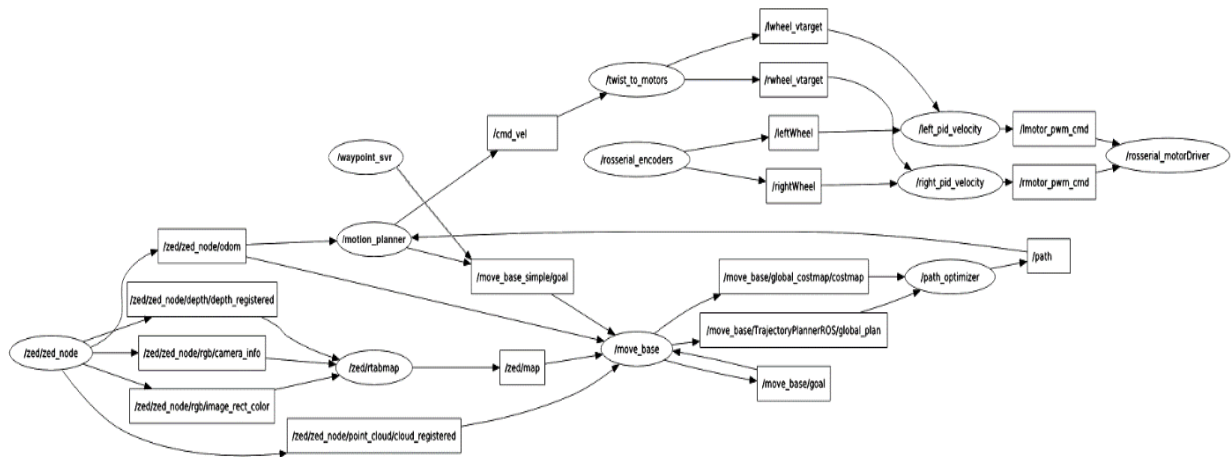 /lwheel_vtarget
/twist_to_motors
/rwheel_vtarget
/cmd_vel
/leftWheel
/left_pid_velocity
/lmotor_pwm_cmd
/waypoint_svr
/rosserial_encoders
/rosserial_motorDriver
/rightWheel
/right_pid_velocity
/rmotor_pwm_cmd
/zed/zed_node/odom
/motion_planner
/path
/move_base_simple/goal
/move_base/global_costmap/costmap
/path_optimizer
/zed/zed_node/depth/depth_registered
/move_base/TrajectoryPlannerROS/global_plan
/zed/zed_node
/zed/zed_node/rgb/camera_info
/zed/rtabmap
/zed/map
/move_base
/move_base/goal
/zed/zed_node/rgb/image_rect_color
/zed/zed_node/point_cloud/cloud_registered